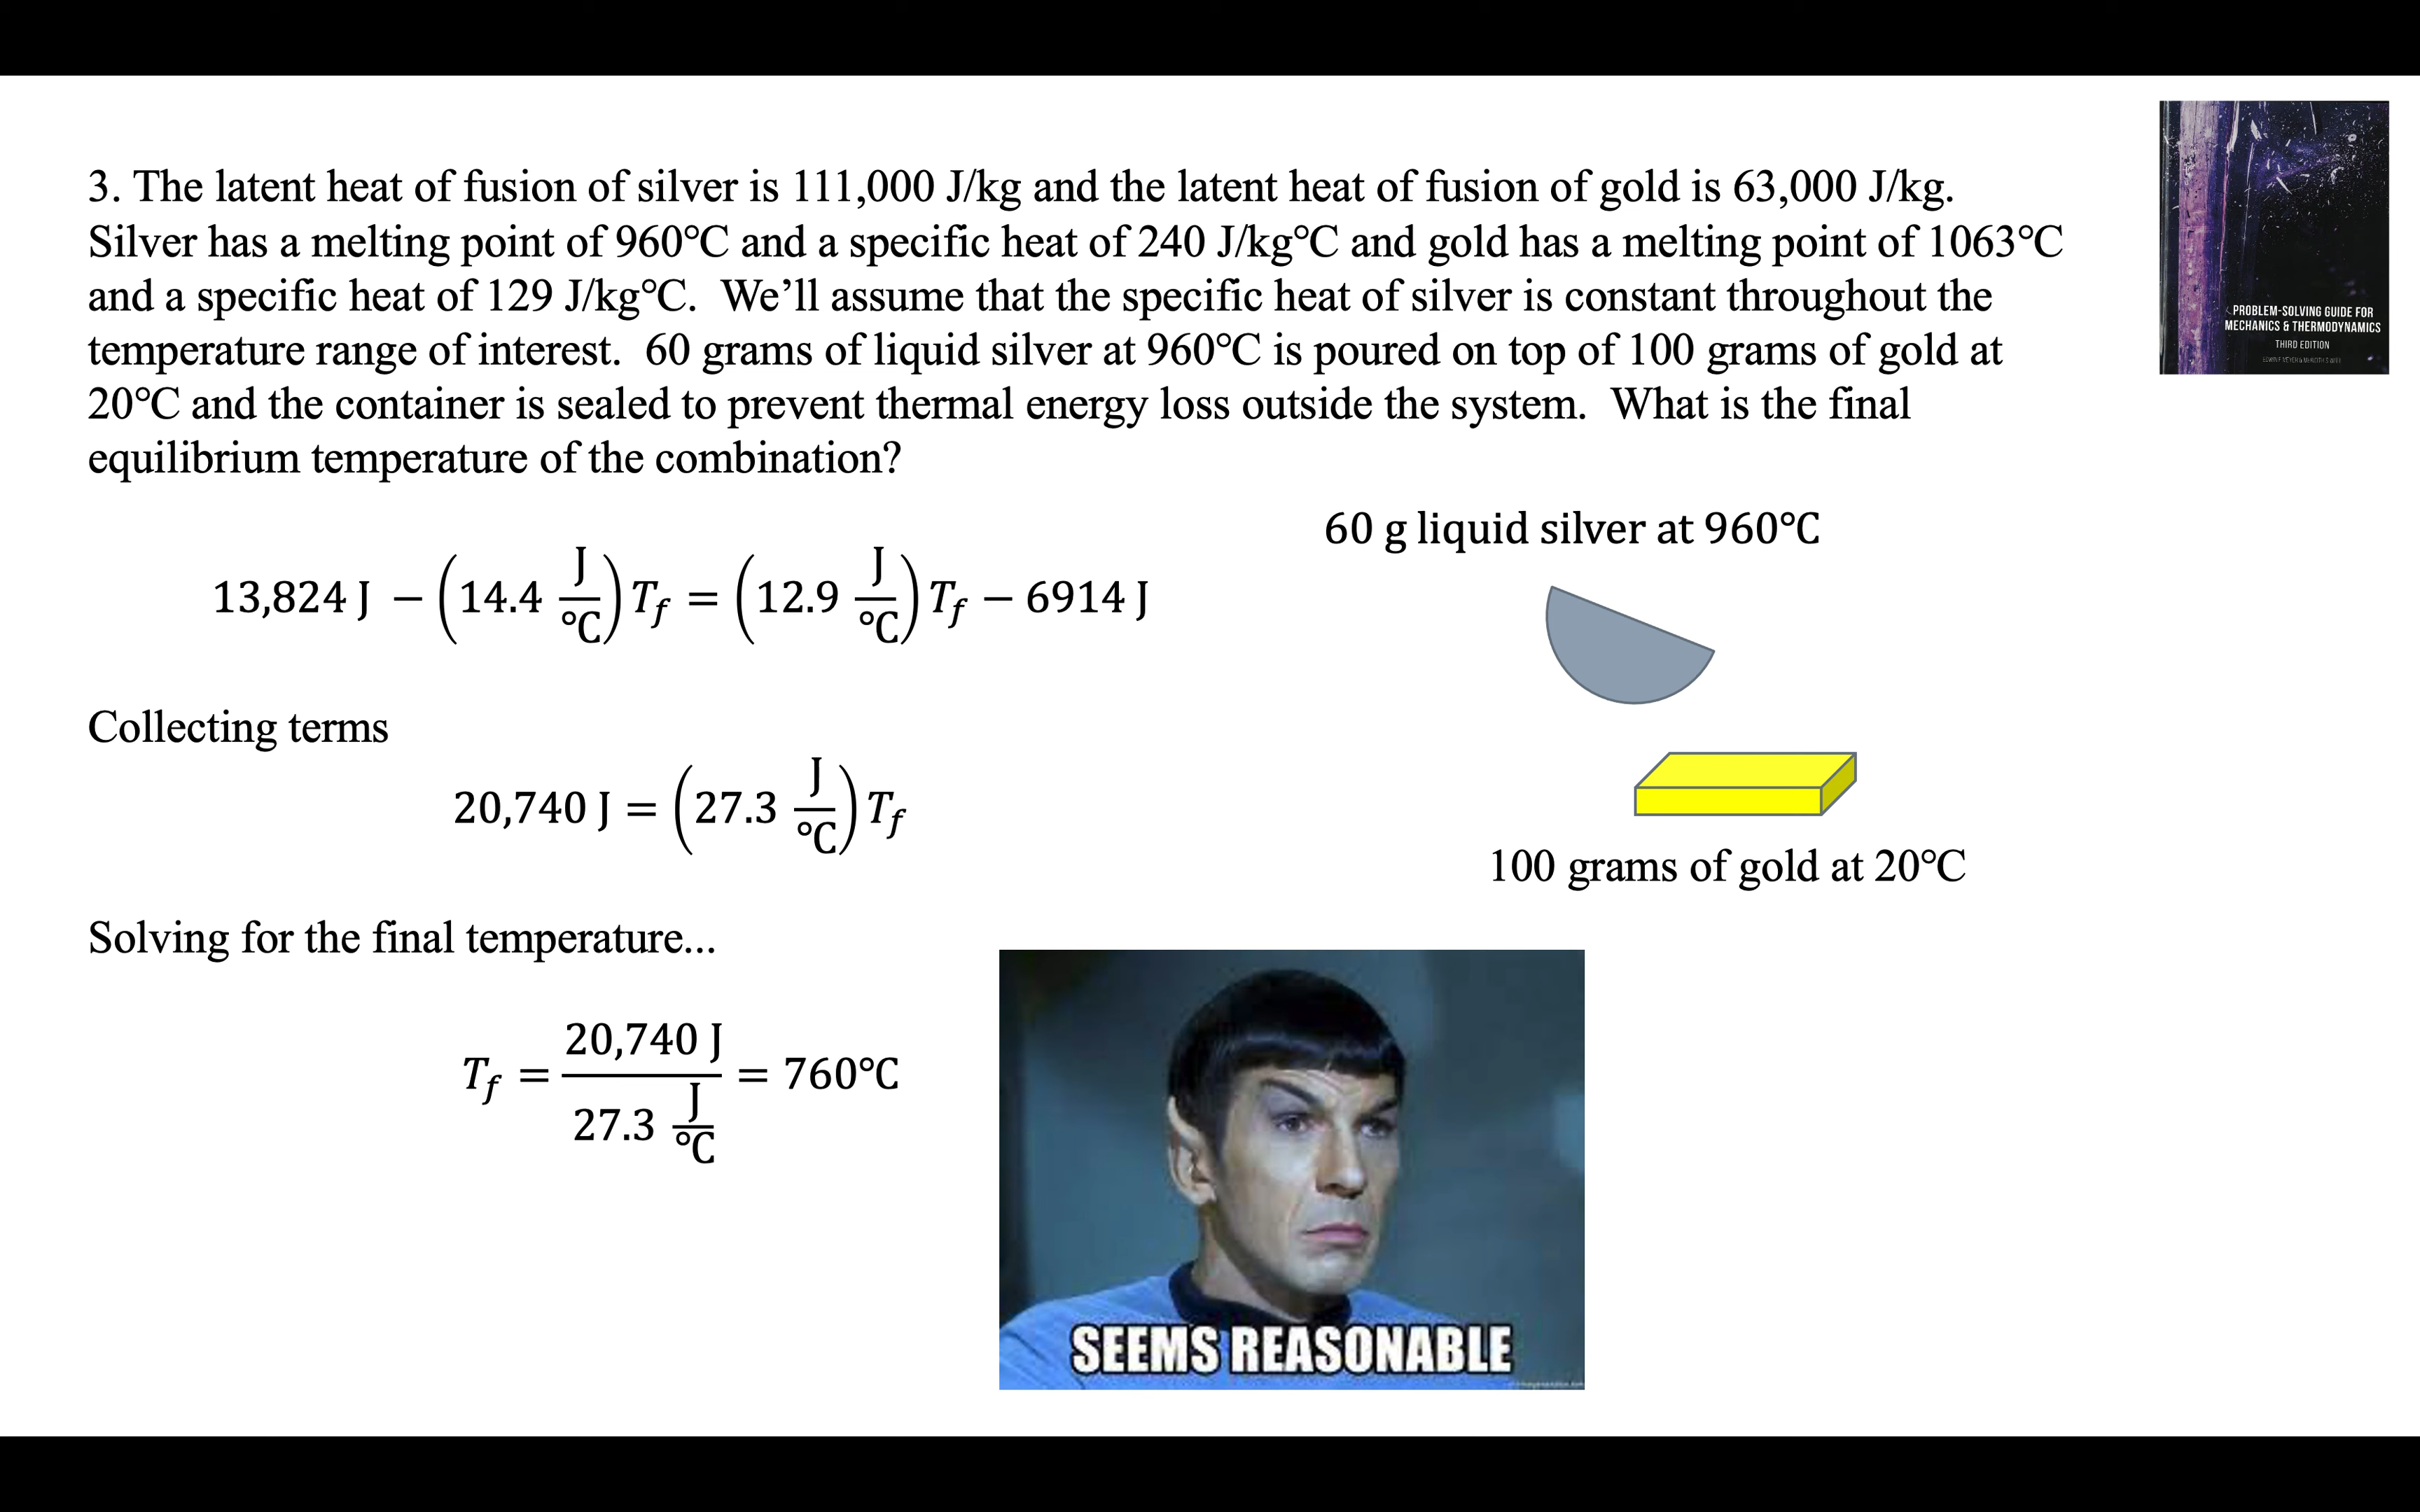 3. The latent heat of fusion of silver is 111,000 J/kg and the latent heat of fusion of gold is 63,000 J/kg.
Silver has a melting point of 960°C and a specific heat of 240 J/kg°C and gold has a melting point of 1063°C
and a specific heat of 129 J/kg°C. We’ll assume that the specific heat of silver is constant throughout the
temperature range of interest. 60 grams of liquid silver at 960°C is poured on top of 100 grams of gold at
20°C and the container is sealed to prevent thermal energy loss outside the system. What is the final
equilibrium temperature of the combination?
PROBLEM-SOLVING GUIDE FOR
MECHANICS & THERMODYNAMICS
THIRD EDITION
60 g liquid silver at 960°C
13,824 J − (14.4 J/°C) T_f = (12.9 J/°C) T_f − 6914 J
Collecting terms
20,740 J = (27.3 J/°C) T_f
100 grams of gold at 20°C
Solving for the final temperature...
T_f = 20,740 J / 27.3 J/°C = 760°C
SEEMS REASONABLE